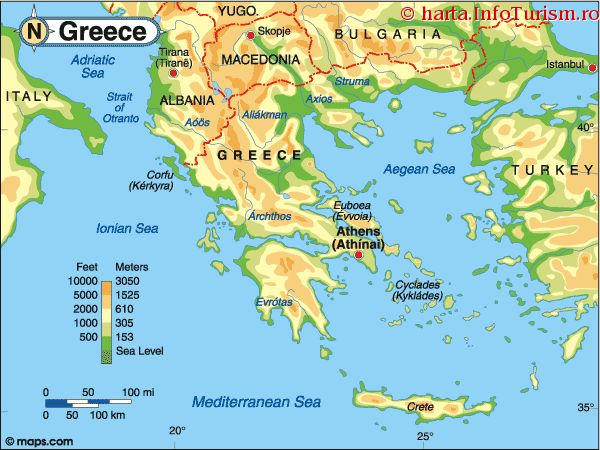 N Greece
YUGO.
© harta.InfoTurism.ro
Skopje
BULGARIA
Adriatic
Sea
Tirana
(Tiranë)
MACEDONIA
Istanbul
ITALY
Strait
of
Otranto
ALBANIA
Struma
Axios
Aóös
Aliákman
40°
GREECE
Aegean Sea
TURKEY
Corfu
(Kérkyra)
Euboea
(Évvoia)
Ionian Sea
Árchthos
Athens
(Athínai)
Feet Meters
10000 3050
5000 1525
2000 610
1000 305
500 153
Sea Level
Evrótas
Cyclades
(Kykládes)
0 50 100 mi
0 50 100 km
Mediterranean Sea
Crete
35°
© maps.com
20°
25°